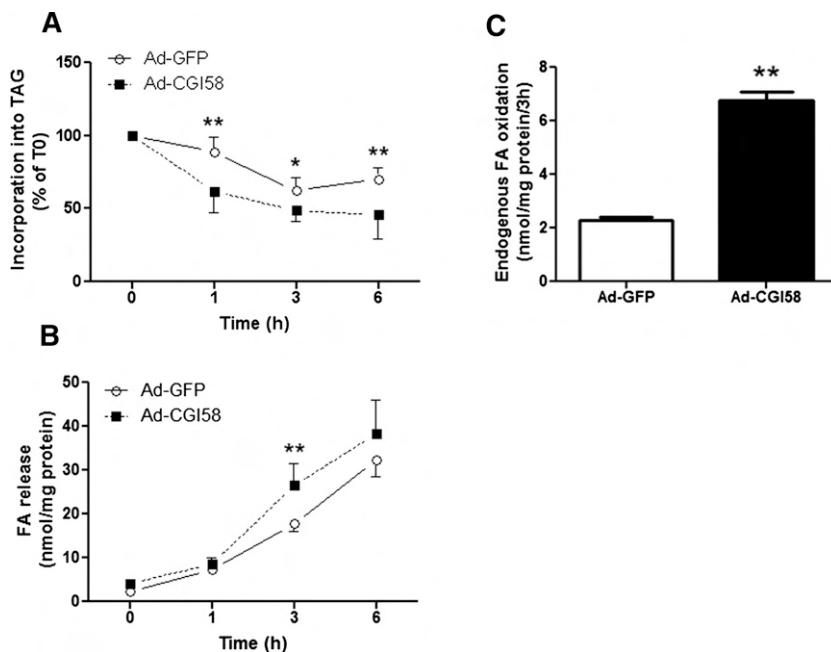 A
Ad-GFP
Ad-CGI58
Incorporation into TAG
(% of T0)
150
100
50
0
**
*
**
0 1 3 6
Time (h)
B
Ad-GFP
Ad-CGI58
FA release
(nmol/mg protein)
50
40
30
20
10
0
**
0 1 3 6
Time (h)
C
Endogenous FA oxidation
(nmol/mg protein/3h)
8
6
4
2
0
**
Ad-GFP Ad-CGI58